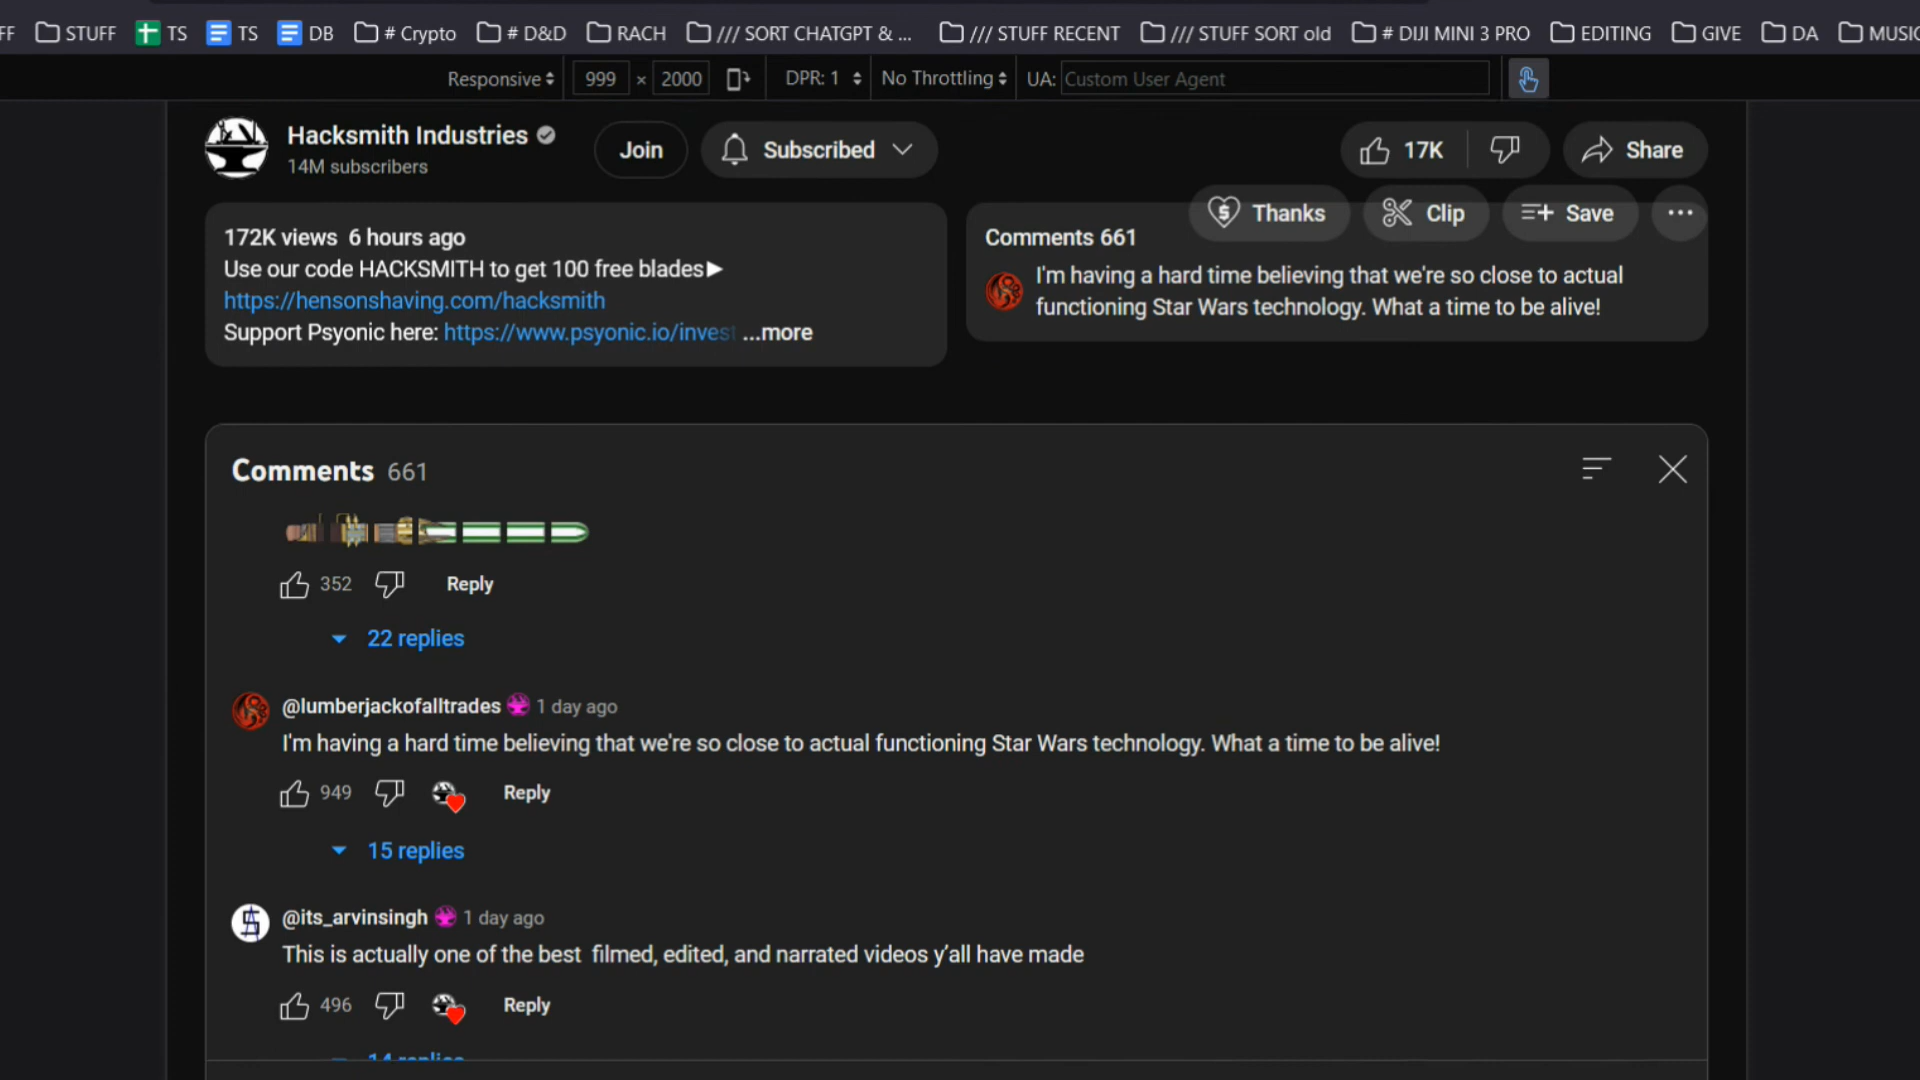 FF STUFF TS TS DB # Crypto # D&D RACH /// SORT CHATGPT & ... /// STUFF RECENT /// STUFF SORT old # DIJI MINI 3 PRO EDITING GIVE DA MUSIC
Responsive 999 × 2000 DPR: 1 No Throttling UA: Custom User Agent
Hacksmith Industries
14M subscribers
Join
Subscribed
17K
Share
Thanks
Clip
Save
172K views 6 hours ago
Use our code HACKSMITH to get 100 free blades▶
https://hensonshaving.com/hacksmith
Support Psyonic here: https://www.psyonic.io/invest ...more
Comments 661
I'm having a hard time believing that we're so close to actual
functioning Star Wars technology. What a time to be alive!
Comments 661
352 Reply
22 replies
@lumberjackofalltrades 1 day ago
I'm having a hard time believing that we're so close to actual functioning Star Wars technology. What a time to be alive!
949 Reply
15 replies
@its_arvinsingh 1 day ago
This is actually one of the best filmed, edited, and narrated videos y’all have made
496 Reply
14 replies